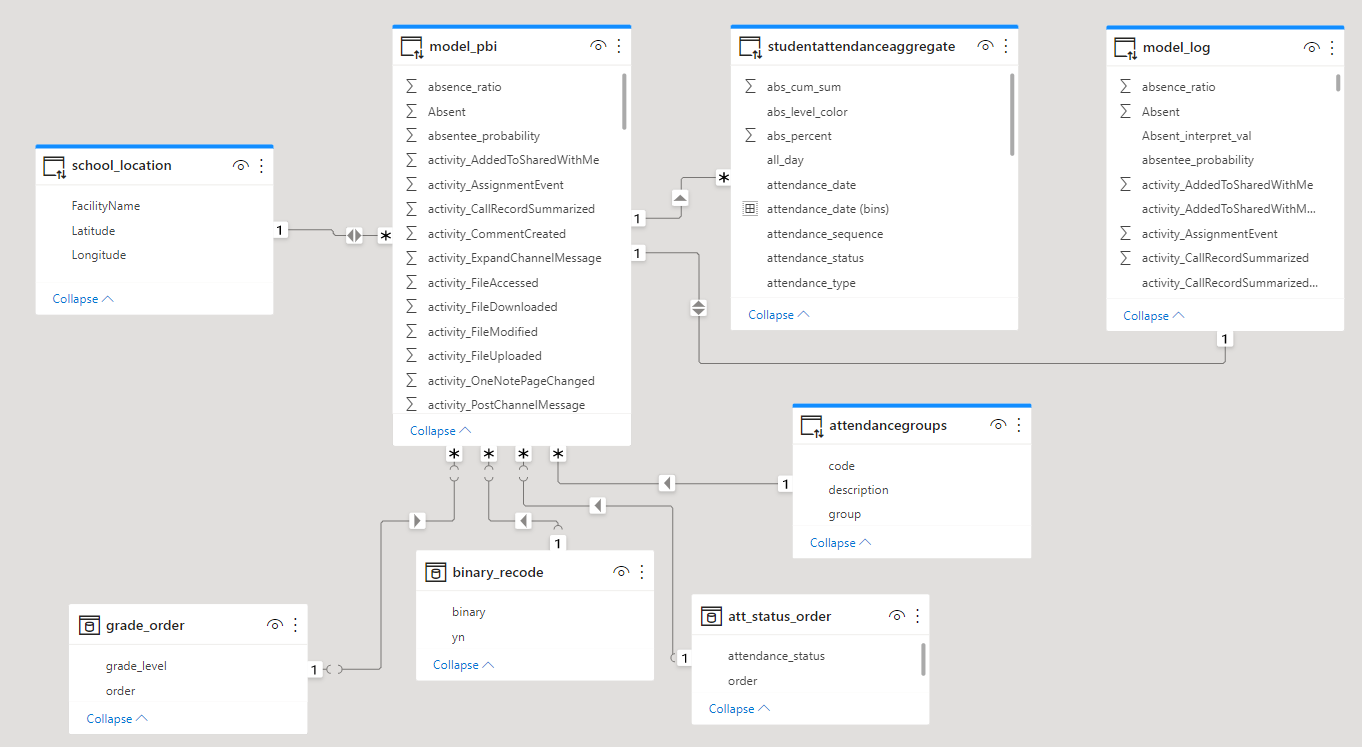 school_location
FacilityName
Latitude
Longitude
Collapse
1
*
model_pbi
absence_ratio
Absent
absentee_probability
activity_AddedToSharedWithMe
activity_AssignmentEvent
activity_CallRecordSummarized
activity_CommentCreated
activity_ExpandChannelMessage
activity_FileAccessed
activity_FileDownloaded
activity_FileModified
activity_FileUploaded
activity_OneNotePageChanged
activity_PostChannelMessage
Collapse
1
*
1
studentattendanceaggregate
abs_cum_sum
abs_level_color
abs_percent
all_day
attendance_date
attendance_date (bins)
attendance_sequence
attendance_status
attendance_type
Collapse
model_log
absence_ratio
Absent
Absent_interpret_val
absentee_probability
activity_AddedToSharedWithMe
activity_AddedToSharedWithM...
activity_AssignmentEvent
activity_CallRecordSummarized
activity_CallRecordSummarized...
Collapse
1
* * * *
1
attendancegroups
code
description
group
Collapse
1
binary_recode
binary
yn
Collapse
grade_order
grade_level
order
Collapse
1
1
att_status_order
attendance_status
order
Collapse